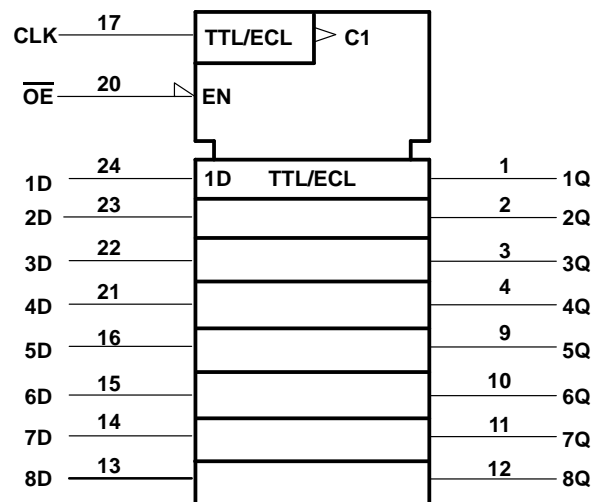 CLK 17 TTL/ECL C1
OE 20 EN
1D 24 1D TTL/ECL 1 1Q
2D 23 2 2Q
3D 22 3 3Q
4D 21 4 4Q
5D 16 9 5Q
6D 15 10 6Q
7D 14 11 7Q
8D 13 12 8Q